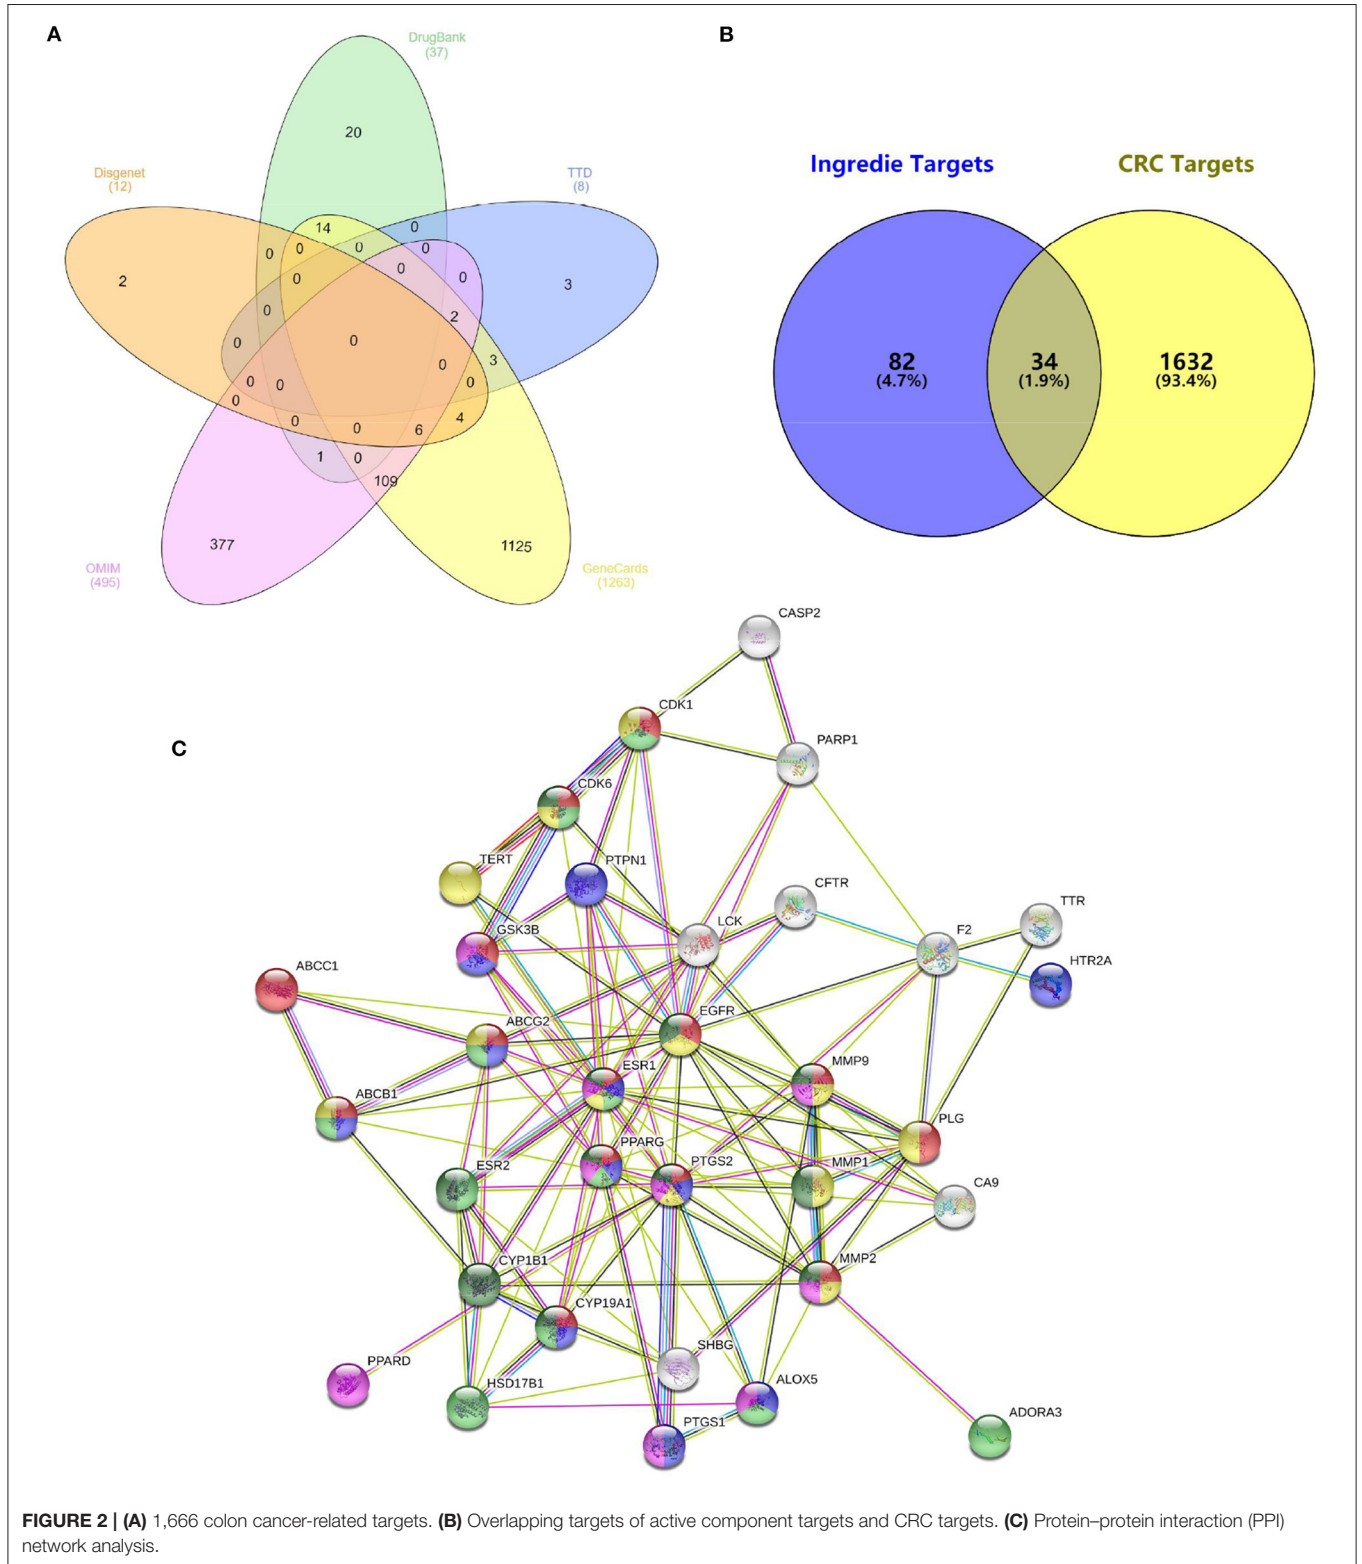 A
DrugBank
(37)
20
Disgenet
(12)
TTD
(8)
14
0
0
0
0
0
0
0
0
2
3
0
2
0
3
0
0
0
0
0
0
0
4
0
0
6
1
0
109
377
1125
OMIM
(495)
GeneCards
(1263)
B
Ingredie Targets
CRC Targets
82
(4.7%)
34
(1.9%)
1632
(93.4%)
C
CASP2
CDK1
PARP1
CDK6
TERT
PTPN1
CFTR
TTR
LCK
F2
GSK3B
HTR2A
ABCC1
EGFR
ABCG2
ESR1
MMP9
ABCB1
PLG
PPARG
PTGS2
MMP1
ESR2
CA9
CYP1B1
MMP2
CYP19A1
SHBG
PPARD
HSD17B1
ALOX5
PTGS1
ADORA3
FIGURE 2 | (A) 1,666 colon cancer-related targets. (B) Overlapping targets of active component targets and CRC targets. (C) Protein–protein interaction (PPI)
network analysis.